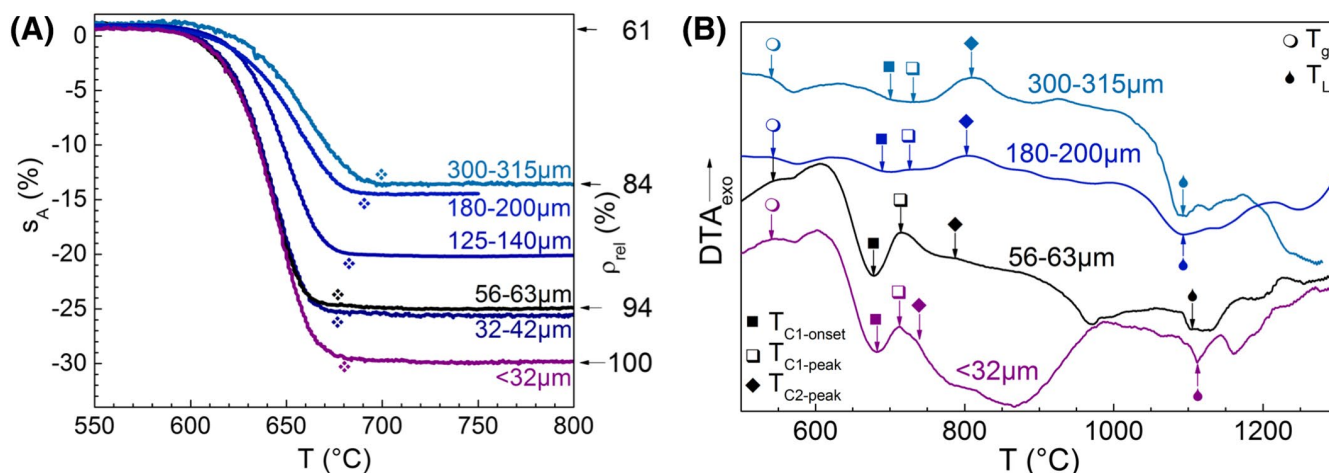 (A)
0
-5
-10
-15
-20
-25
-30
s_A (%)
300-315µm
180-200µm
125-140µm
56-63µm
32-42µm
<32µm
61
84
94
100
ρ_rel (%)
550
600
650
700
750
800
T (°C)
(B)
DTA_exo
T_g
T_L
300-315µm
180-200µm
56-63µm
<32µm
T_C1-onset
T_C1-peak
T_C2-peak
600
800
1000
1200
T (°C)